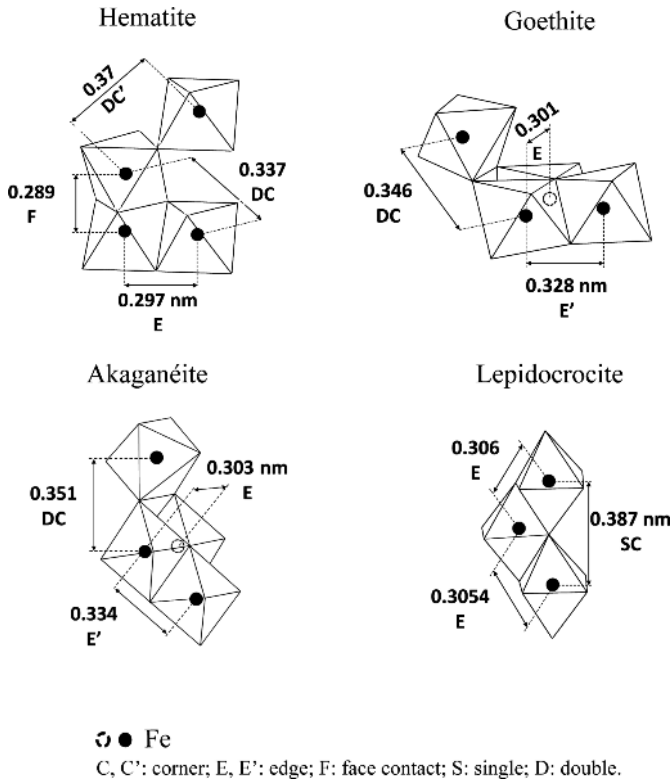 Hematite
0.37
DC’
0.337
DC
0.289
F
0.297 nm
E
Goethite
0.301
E
0.346
DC
0.328 nm
E’
Akaganéite
0.303 nm
E
0.351
DC
0.334
E’
Lepidocrocite
0.306
E
0.387 nm
SC
0.3054
E
Fe
C, C’: corner; E, E’: edge; F: face contact; S: single; D: double.